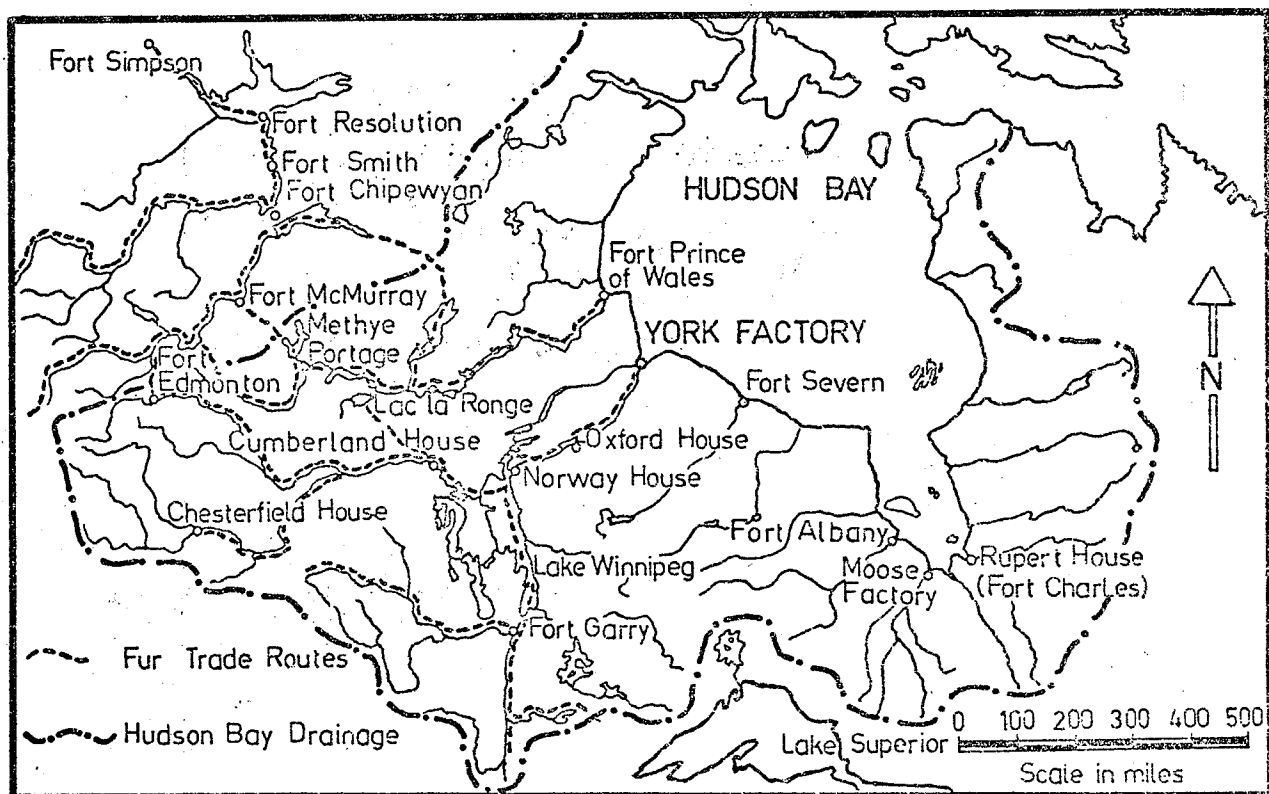 Fort Simpson
Fort Resolution
Fort Smith
Fort Chipewyan
HUDSON BAY
Fort Prince
of Wales
Fort McMurray
Methye
Portage
YORK FACTORY
Fort
Edmonton
Fort Severn
Lac la Ronge
Cumberland House
Oxford House
Norway House
N
Chesterfield House
Fort Albany
Lake Winnipeg
Moose
Factory
Rupert House
(Fort Charles)
Fort Garry
Fur Trade Routes
Hudson Bay Drainage
Lake Superior
0 100 200 300 400 500
Scale in miles